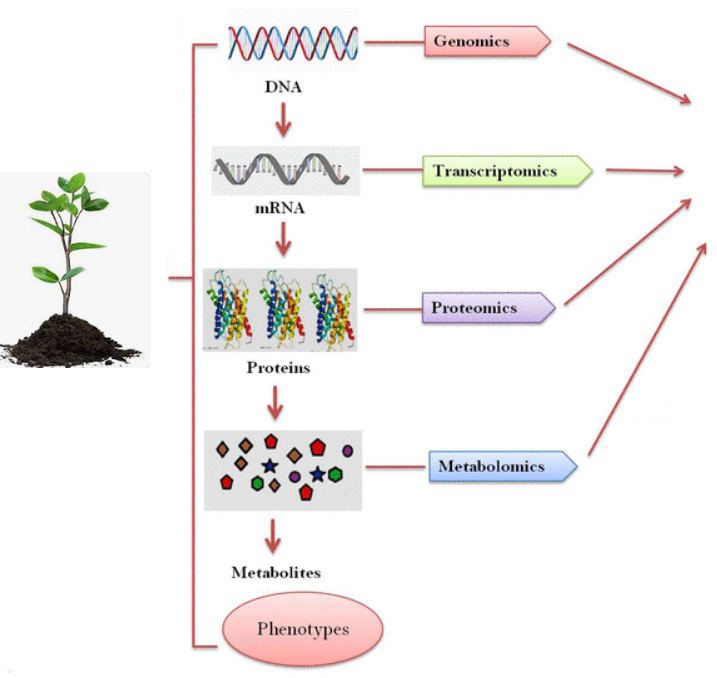 Genomics
DNA
Transcriptomics
mRNA
Proteomics
Proteins
Metabolomics
Metabolites
Phenotypes